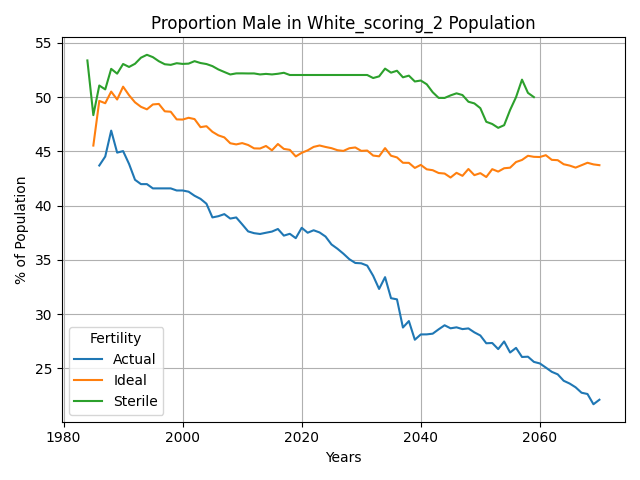 Proportion Male in White_scoring_2 Population
% of Population
55
50
45
40
35
30
25
Fertility
Actual
Ideal
Sterile
1980
2000
2020
2040
2060
Years